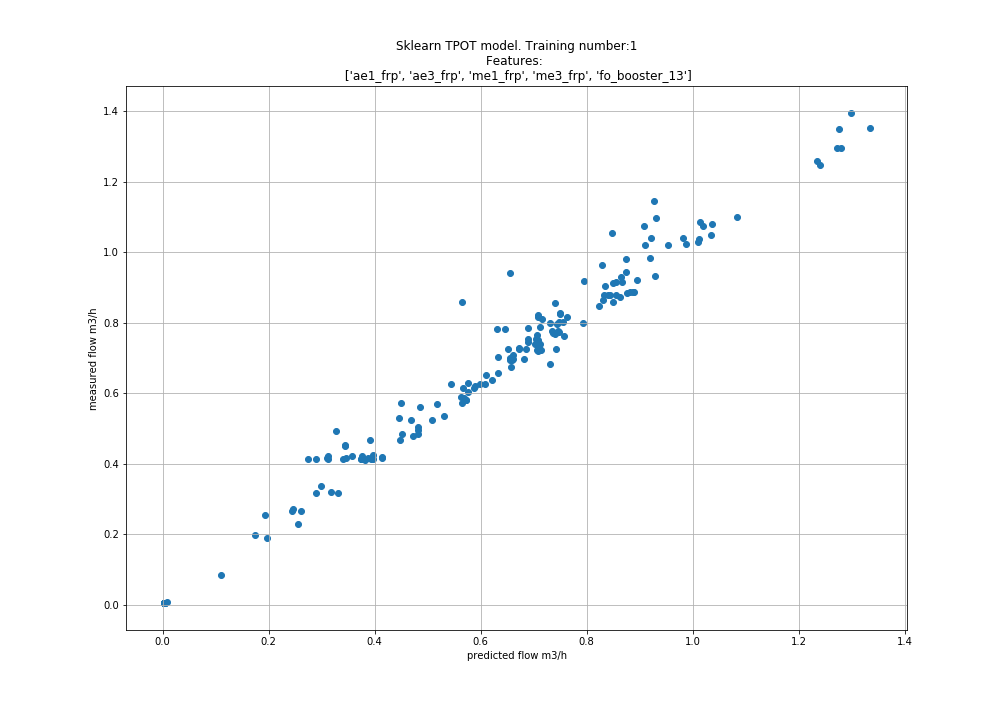 Sklearn TPOT model. Training number:1
Features:
['ae1_frp', 'ae3_frp', 'me1_frp', 'me3_frp', 'fo_booster_13']
measured flow m3/h
1.4
1.2
1.0
0.8
0.6
0.4
0.2
0.0
0.0 0.2 0.4 0.6 0.8 1.0 1.2 1.4
predicted flow m3/h